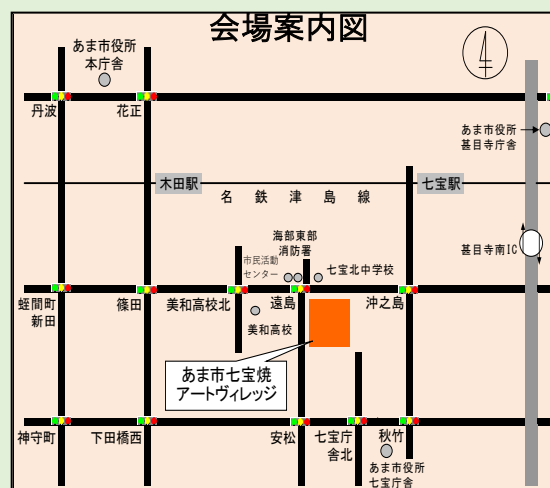 会場案内図
あま市役所
本庁舎
丹波
花正
あま市役所
甚目寺庁舎
木田駅
七宝駅
名鉄津島線
海部東部
消防署
市民活動
センター
七宝北中学校
甚目寺南IC
蛭間町
新田
篠田
美和高校北
遠島
沖之島
美和高校
あま市七宝焼
アートヴィレッジ
神守町
下田橋西
安松
七宝庁
舎北
秋竹
あま市役所
七宝庁舎